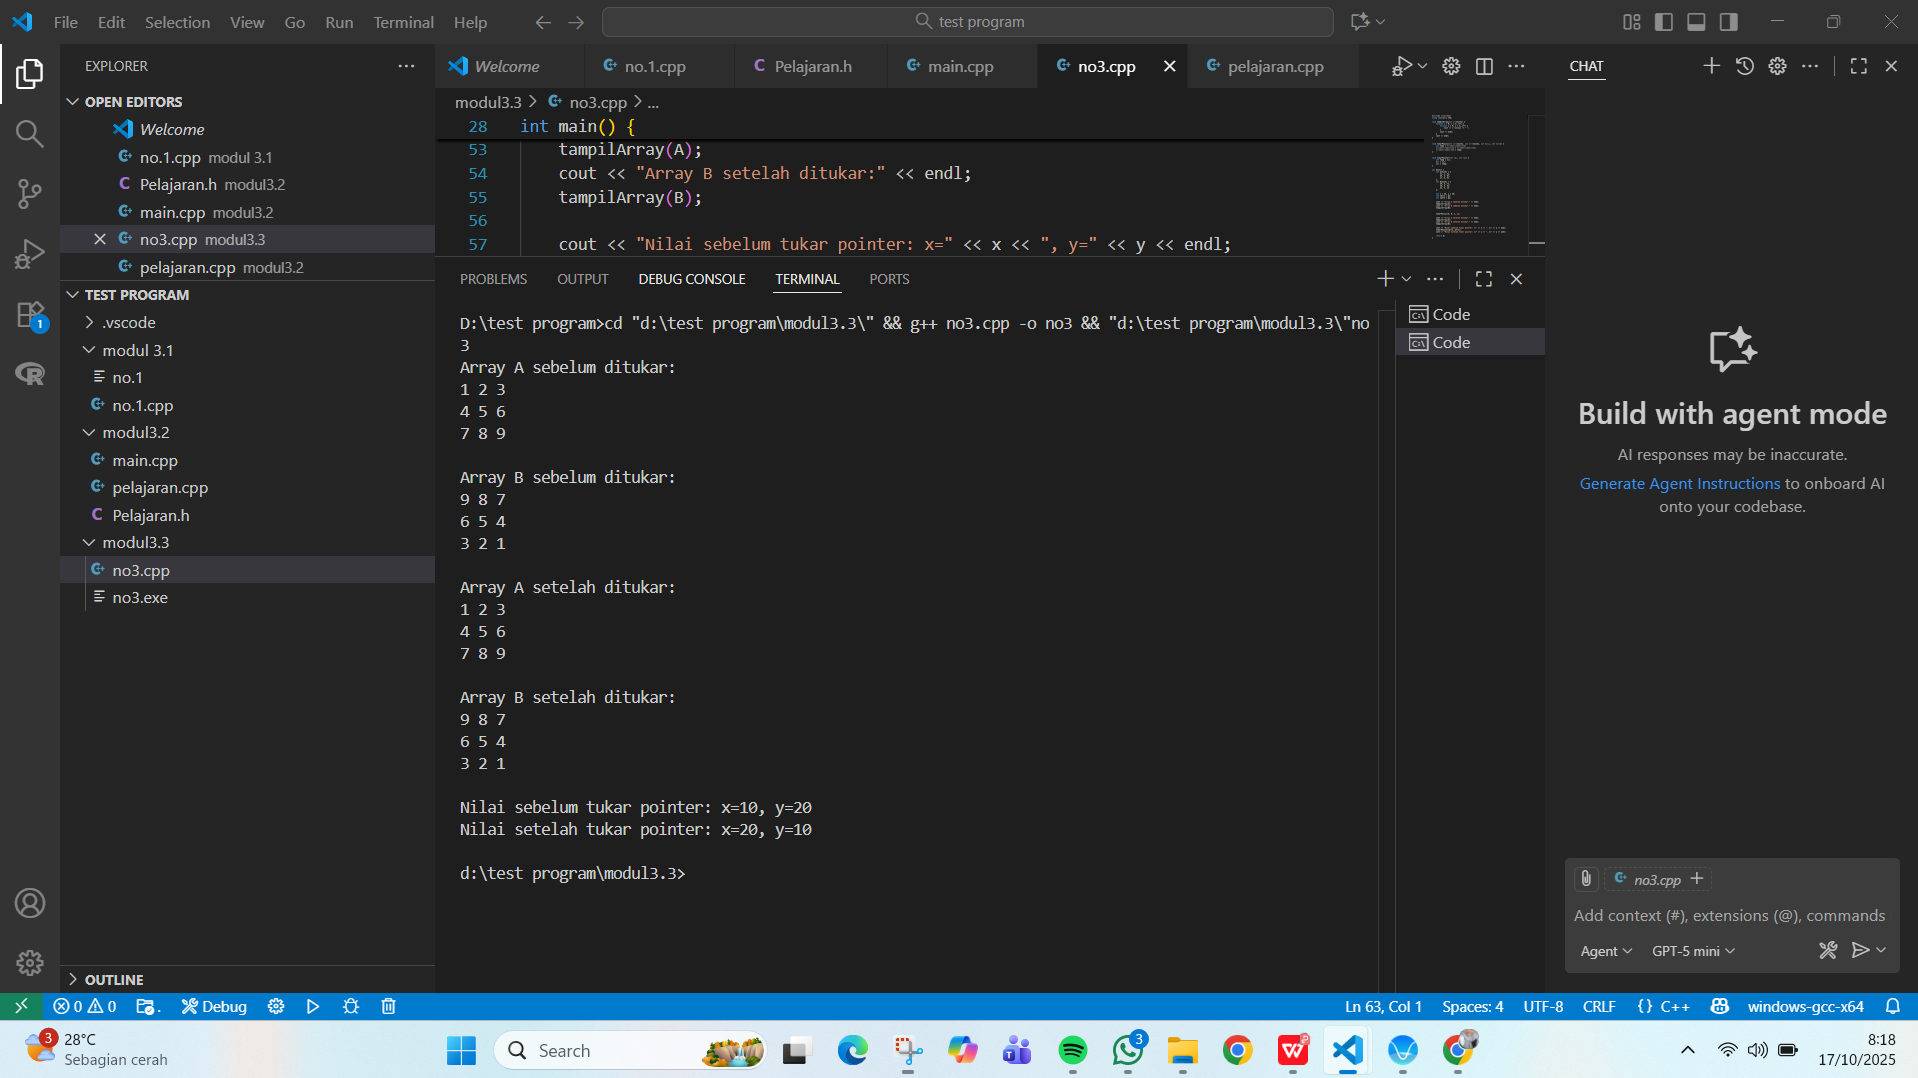 File Edit Selection View Go Run Terminal Help
test program
EXPLORER
OPEN EDITORS
Welcome
no.1.cpp modul 3.1
Pelajaran.h modul3.2
main.cpp modul3.2
no3.cpp modul3.3
pelajaran.cpp modul3.2
TEST PROGRAM
.vscode
modul 3.1
no.1
no.1.cpp
modul3.2
main.cpp
pelajaran.cpp
Pelajaran.h
modul3.3
no3.cpp
no3.exe
OUTLINE
1
Welcome no.1.cpp Pelajaran.h main.cpp no3.cpp pelajaran.cpp
modul3.3 > no3.cpp > ...
28 int main() {
53 tampilArray(A);
54 cout << "Array B setelah ditukar:" << endl;
55 tampilArray(B);
56
57 cout << "Nilai sebelum tukar pointer: x=" << x << ", y=" << y << endl;
PROBLEMS OUTPUT DEBUG CONSOLE TERMINAL PORTS
D:\test program>cd "d:\test program\modul3.3\" && g++ no3.cpp -o no3 && "d:\test program\modul3.3\"no
3
Array A sebelum ditukar:
1 2 3
4 5 6
7 8 9
Array B sebelum ditukar:
9 8 7
6 5 4
3 2 1
Array A setelah ditukar:
1 2 3
4 5 6
7 8 9
Array B setelah ditukar:
9 8 7
6 5 4
3 2 1
Nilai sebelum tukar pointer: x=10, y=20
Nilai setelah tukar pointer: x=20, y=10
d:\test program\modul3.3>
Code
Code
CHAT
Build with agent mode
AI responses may be inaccurate.
Generate Agent Instructions to onboard AI
onto your codebase.
no3.cpp
Add context (#), extensions (@), commands
Agent GPT-5 mini
0 0 Debug
Ln 63, Col 1 Spaces: 4 UTF-8 CRLF {} C++ windows-gcc-x64
3
28°C
Sebagian cerah
Search
3
8:18
17/10/2025